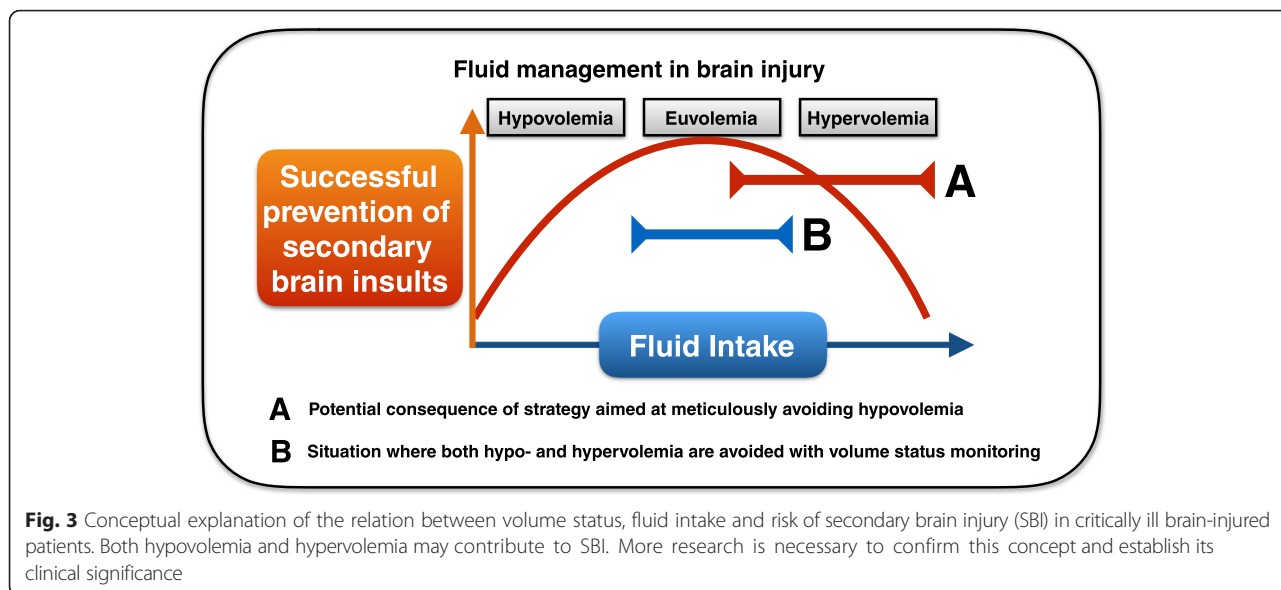 Fluid management in brain injury
Hypovolemia
Euvolemia
Hypervolemia
Successful
prevention of
secondary
brain insults
A
B
Fluid Intake
A Potential consequence of strategy aimed at meticulously avoiding hypovolemia
B Situation where both hypo- and hypervolemia are avoided with volume status monitoring
Fig. 3 Conceptual explanation of the relation between volume status, fluid intake and risk of secondary brain injury (SBI) in critically ill brain-injured
patients. Both hypovolemia and hypervolemia may contribute to SBI. More research is necessary to confirm this concept and establish its
clinical significance